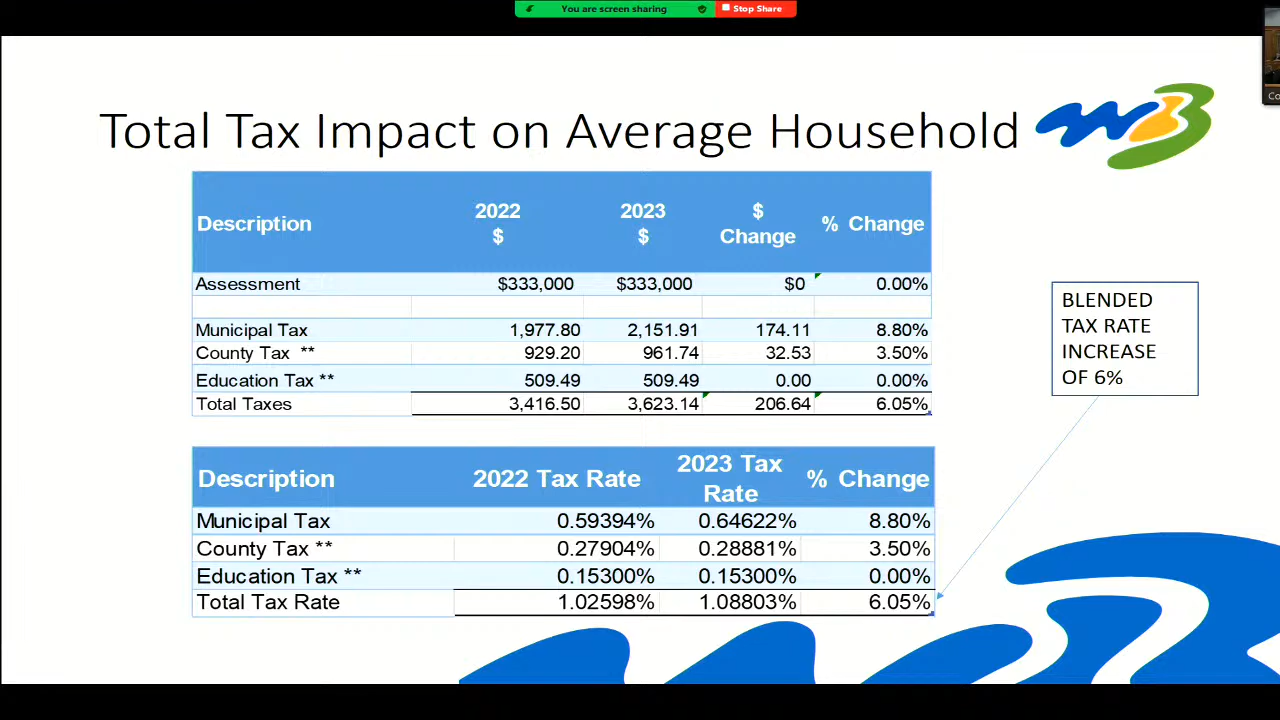 You are screen sharing Stop Share
Total Tax Impact on Average Household
Co
Description 2022 $ 2023 $ $ Change % Change
Assessment $333,000 $333,000 $0 0.00%
Municipal Tax 1,977.80 2,151.91 174.11 8.80%
County Tax ** 929.20 961.74 32.53 3.50%
Education Tax ** 509.49 509.49 0.00 0.00%
Total Taxes 3,416.50 3,623.14 206.64 6.05%
BLENDED
TAX RATE
INCREASE
OF 6%
Description 2022 Tax Rate 2023 Tax Rate % Change
Municipal Tax 0.59394% 0.64622% 8.80%
County Tax ** 0.27904% 0.28881% 3.50%
Education Tax ** 0.15300% 0.15300% 0.00%
Total Tax Rate 1.02598% 1.08803% 6.05%